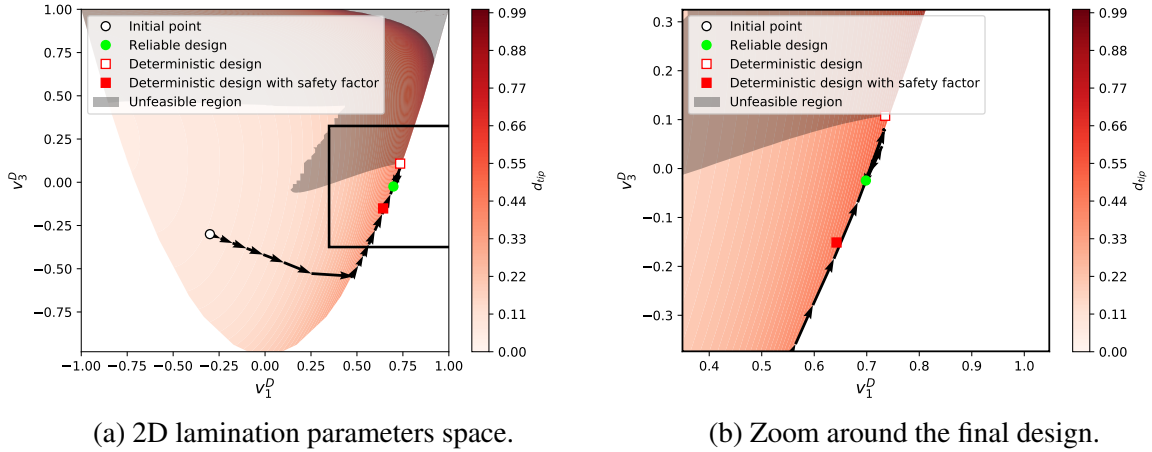 1.00
0.75
0.50
0.25
0.00
−0.25
−0.50
−0.75
v₃ᴰ
−1.00 −0.75 −0.50 −0.25 0.00 0.25 0.50 0.75 1.00
v₁ᴰ
Initial point
Reliable design
Deterministic design
Deterministic design with safety factor
Unfeasible region
0.99
0.88
0.77
0.66
0.55
0.44
0.33
0.22
0.11
0.00
d_tip
(a) 2D lamination parameters space.
0.3
0.2
0.1
0.0
−0.1
−0.2
−0.3
v₃ᴰ
0.4 0.5 0.6 0.7 0.8 0.9 1.0
v₁ᴰ
Initial point
Reliable design
Deterministic design
Deterministic design with safety factor
Unfeasible region
0.99
0.88
0.77
0.66
0.55
0.44
0.33
0.22
0.11
0.00
d_tip
(b) Zoom around the final design.